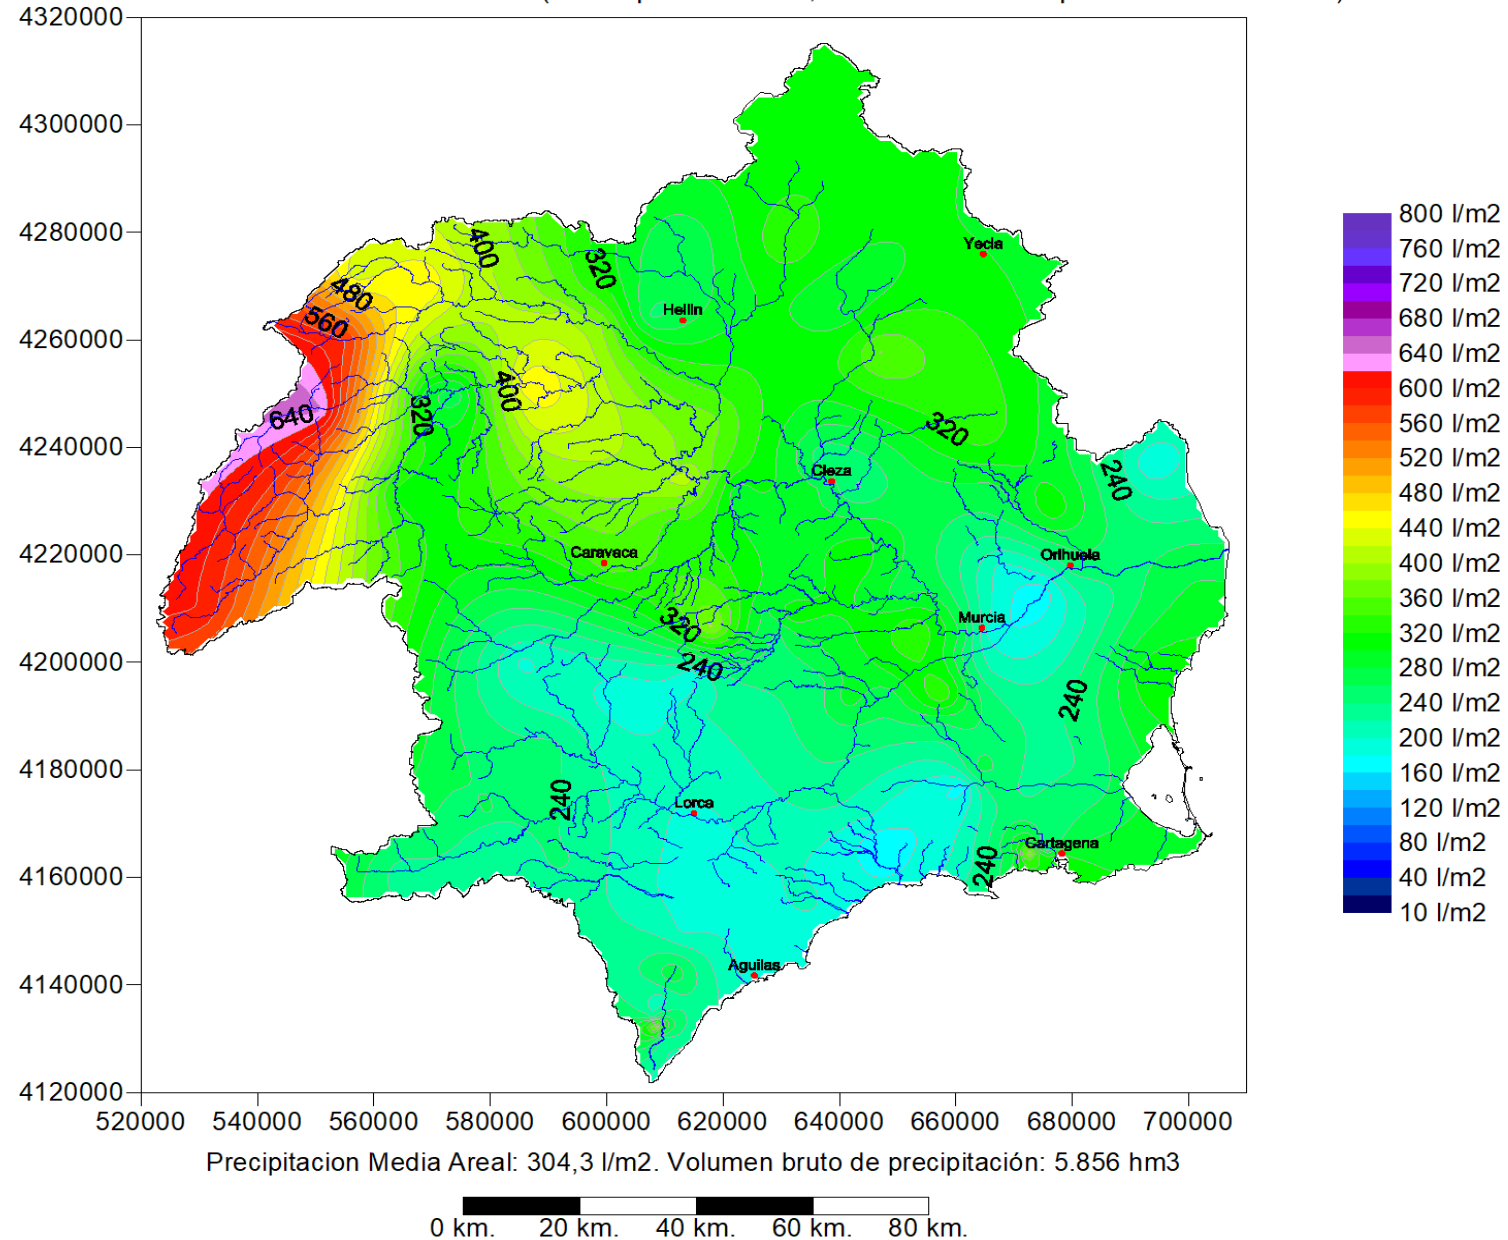 4320000
4300000
4280000
4260000
4240000
4220000
4200000
4180000
4160000
4140000
4120000
520000 540000 560000 580000 600000 620000 640000 660000 680000 700000
400
320
480
560
640
320
400
320
240
320
240
240
240
240
Yecla
Hellin
Cieza
Caravaca
Orihuela
Murcia
Lorca
Cartagena
Aguilas
800 l/m2
760 l/m2
720 l/m2
680 l/m2
640 l/m2
600 l/m2
560 l/m2
520 l/m2
480 l/m2
440 l/m2
400 l/m2
360 l/m2
320 l/m2
280 l/m2
240 l/m2
200 l/m2
160 l/m2
120 l/m2
80 l/m2
40 l/m2
10 l/m2
Precipitacion Media Areal: 304,3 l/m2. Volumen bruto de precipitación: 5.856 hm3
0 km. 20 km. 40 km. 60 km. 80 km.